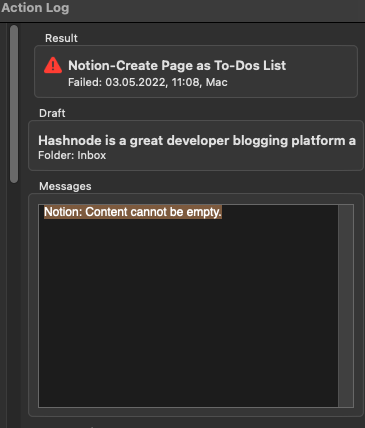 Action Log
Result
Notion-Create Page as To-Dos List
Failed: 03.05.2022, 11:08, Mac
Draft
Hashnode is a great developer blogging platform a
Folder: Inbox
Messages
Notion: Content cannot be empty.